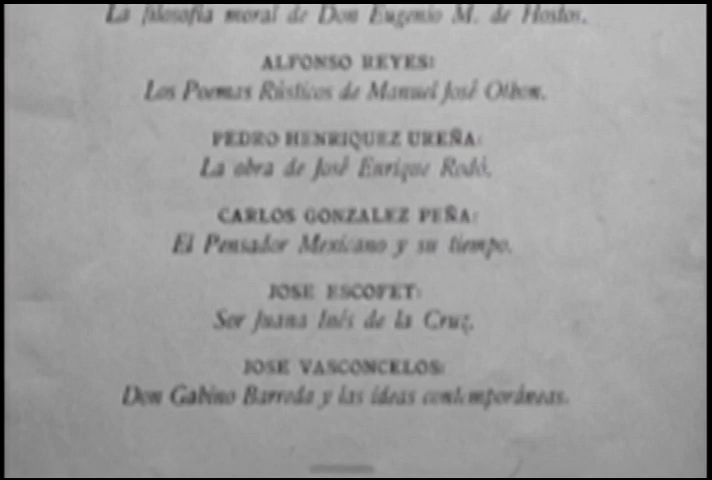 La filosofía moral de Don Eugenio M. de Hostos.
ALFONSO REYES:
Los Poemas Rústicos de Manuel José Othon.
PEDRO HENRIQUEZ UREÑA:
La obra de José Enrique Rodó.
CARLOS GONZALEZ PEÑA:
El Pensador Mexicano y su tiempo.
JOSE ESCOFET:
Sor Juana Inés de la Cruz.
JOSE VASCONCELOS:
Don Gabino Barreda y las ideas contemporáneas.